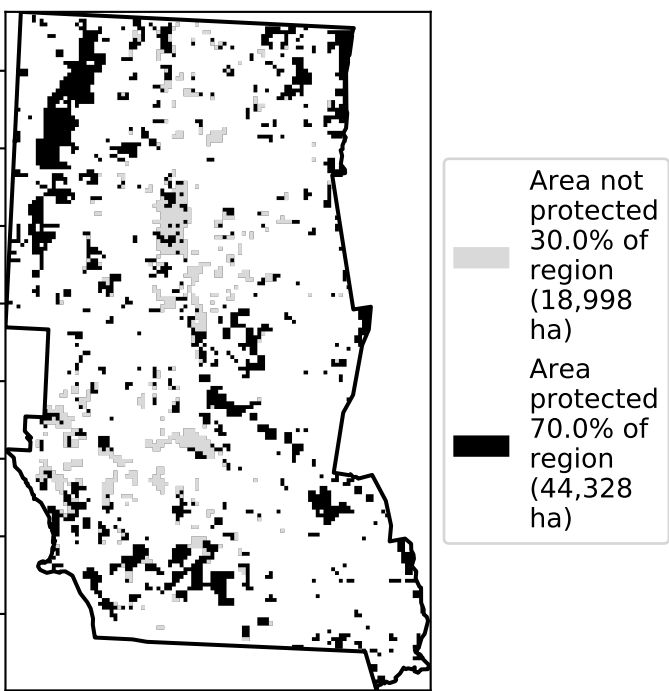 Area not
protected
30.0% of
region
(18,998
ha)
Area
protected
70.0% of
region
(44,328
ha)